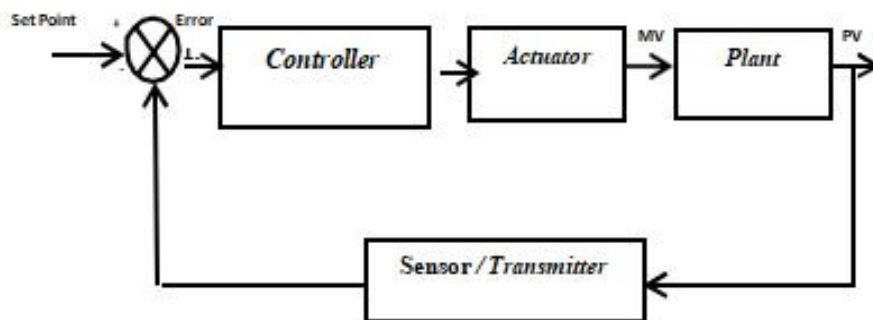 Set Point
+
Error
-
Controller
Actuator
MV
Plant
PV
Sensor/Transmitter